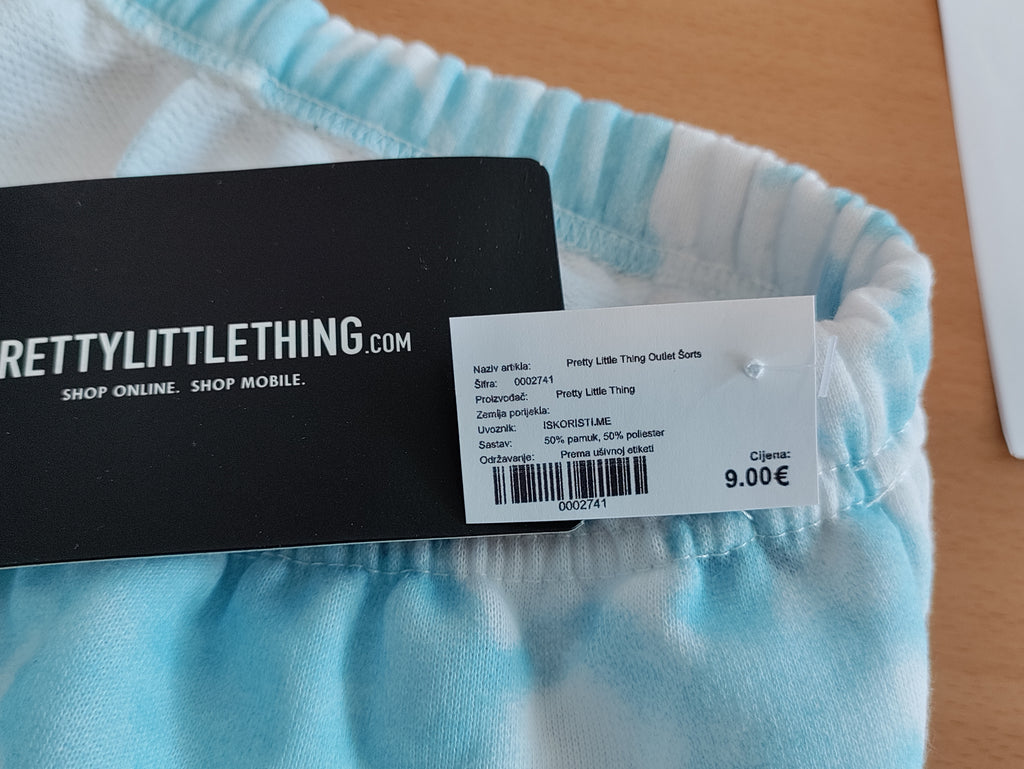 RETTYLITTLETHING.COM
SHOP ONLINE. SHOP MOBILE.
Naziv artikla: Pretty Little Thing Outlet Šorts
Šifra: 0002741
Proizvođač: Pretty Little Thing
Zemlja porijekla:
Uvoznik: ISKORISTI.ME
Sastav: 50% pamuk, 50% poliester
Održavanje: Prema ušivnoj etiketi
0002741
Cijena:
9.00€